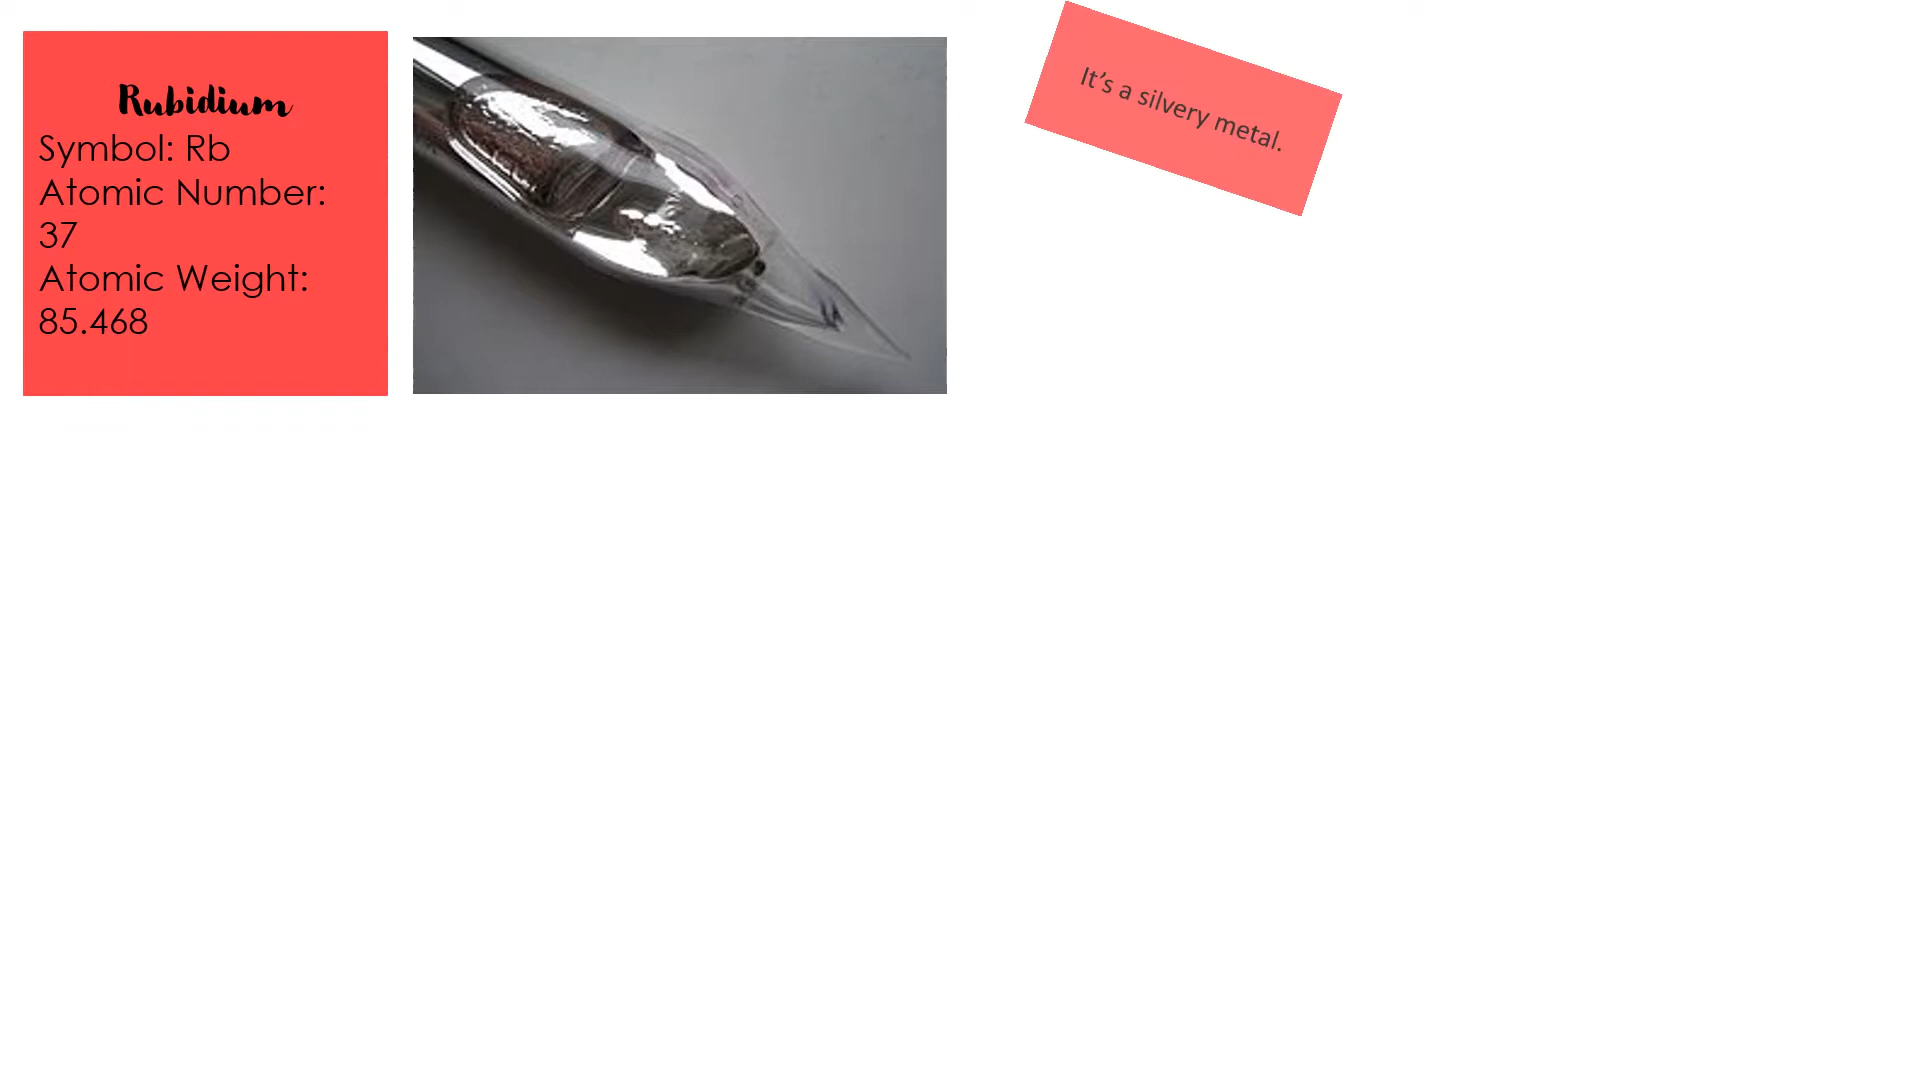 Rubidium
Symbol: Rb
Atomic Number:
37
Atomic Weight:
85.468
It’s a silvery metal.